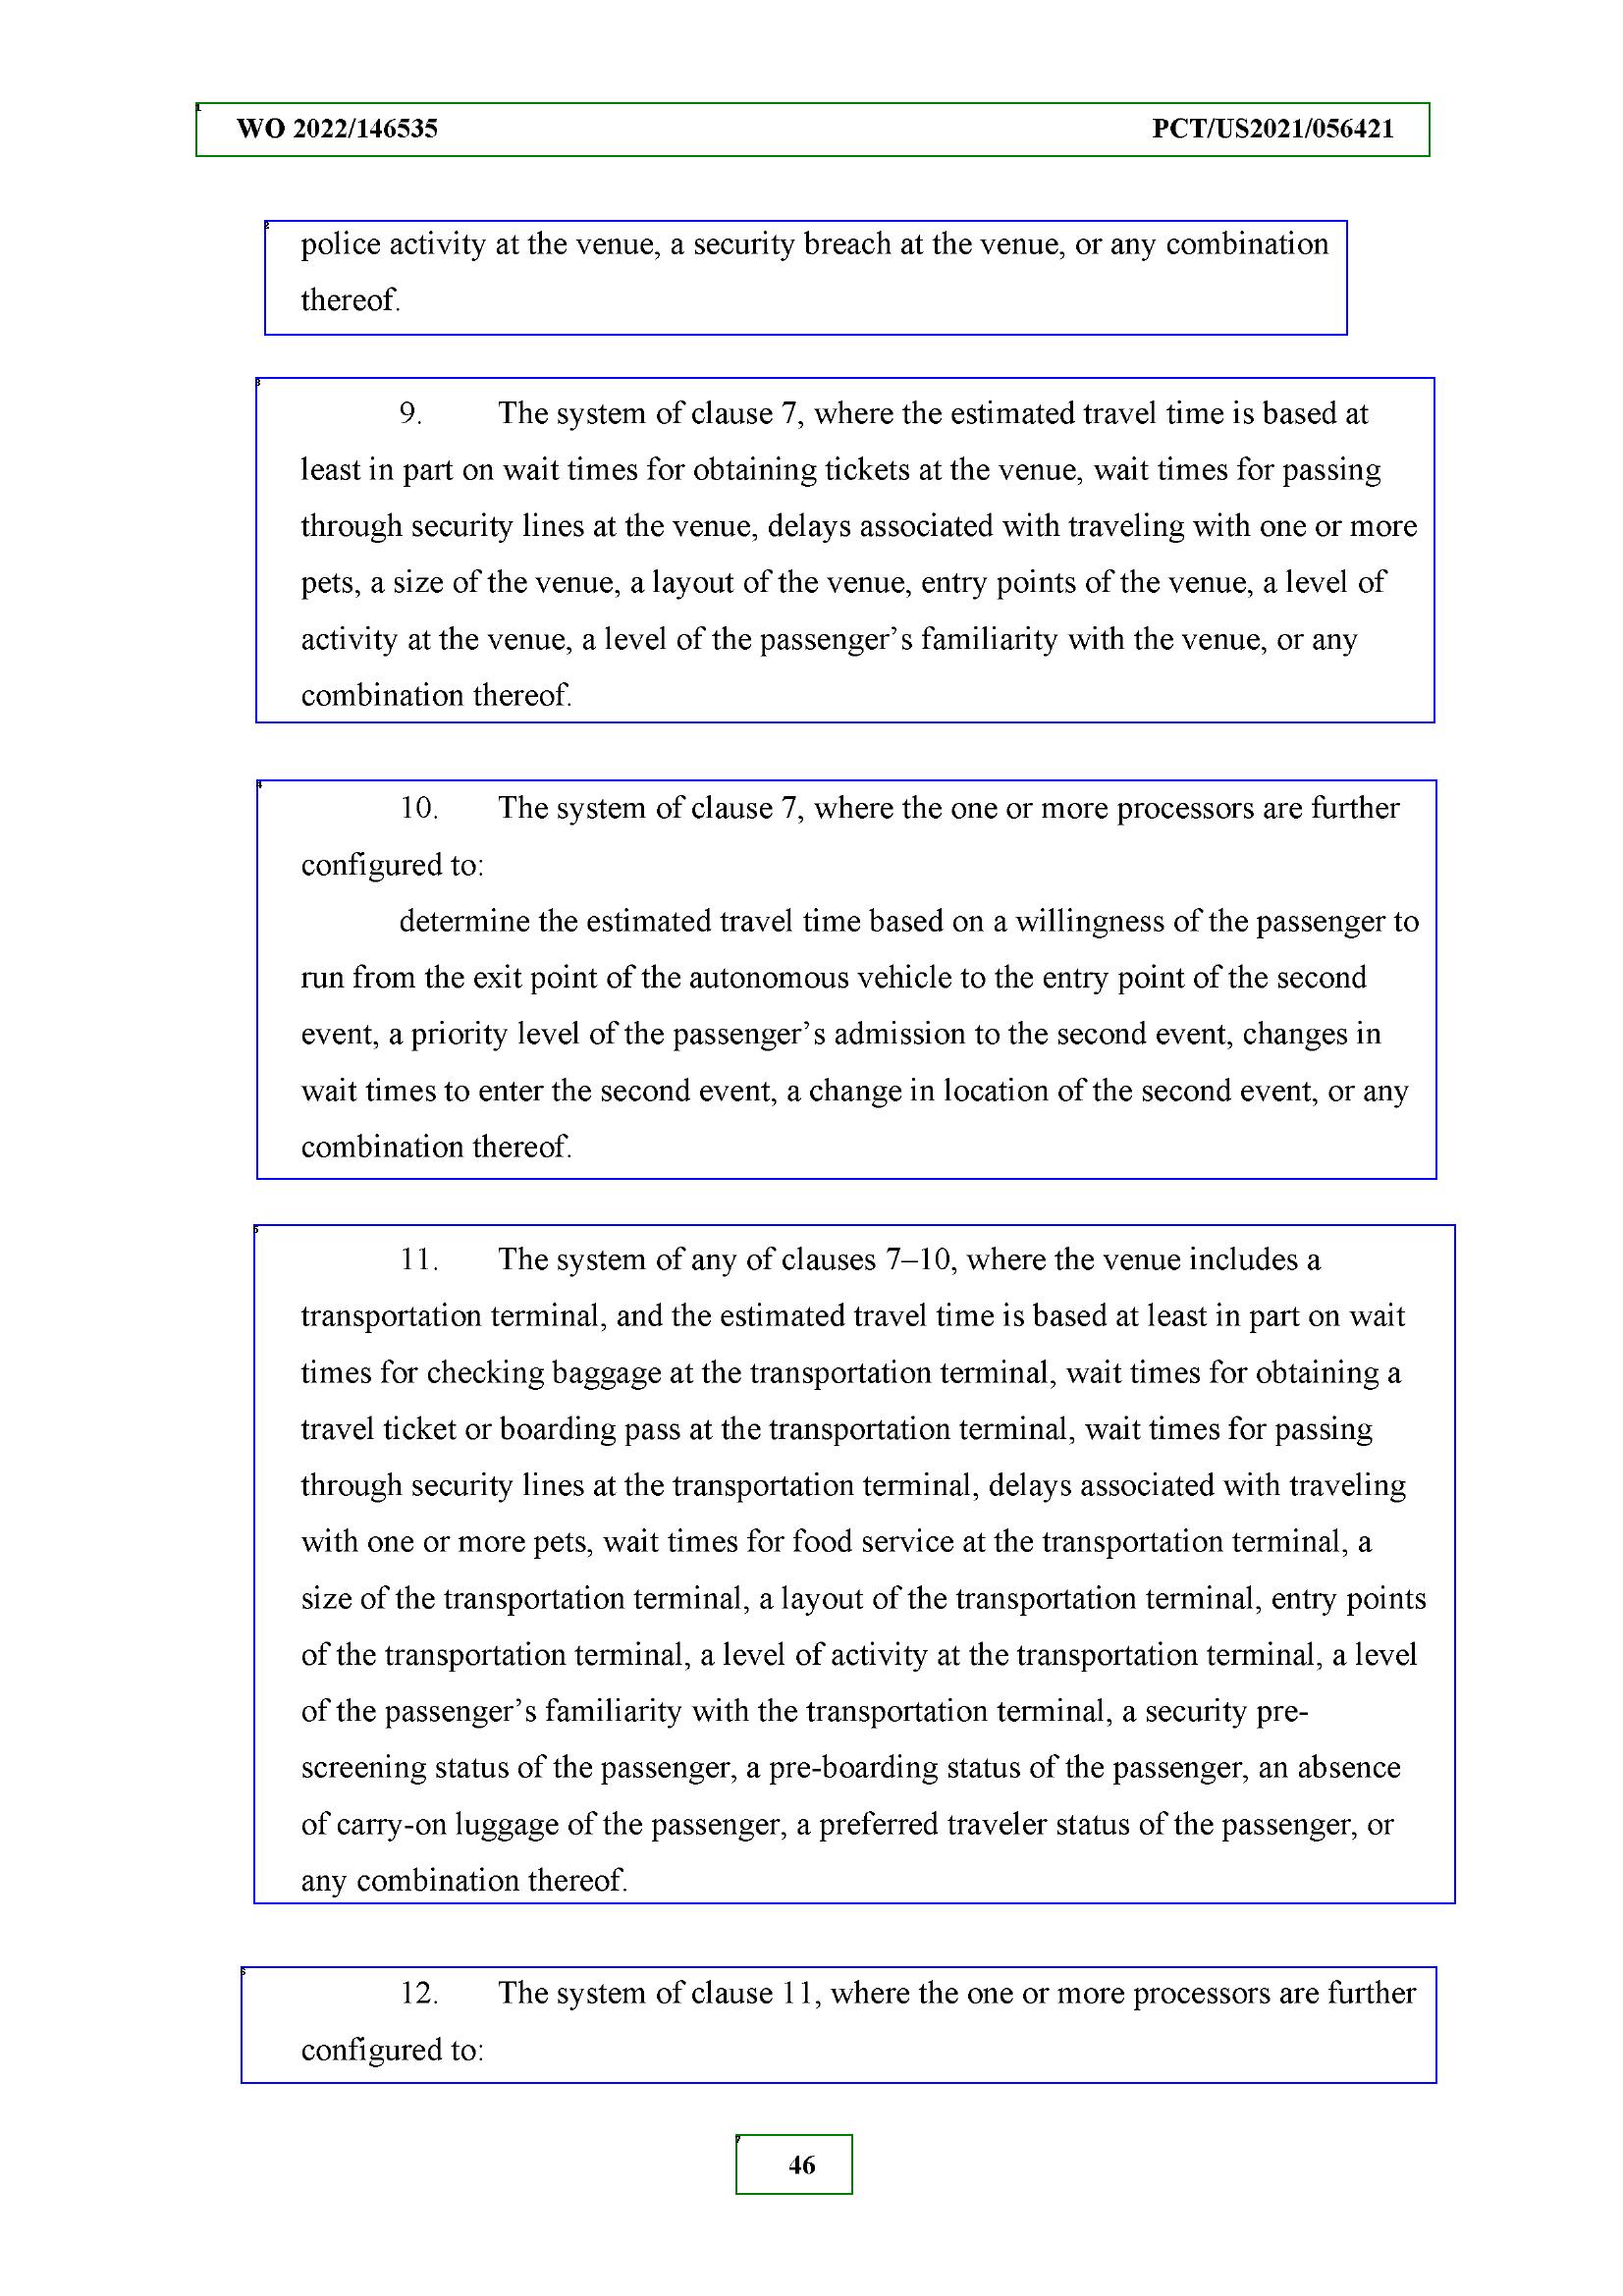 1
WO 2022/146535 PCT/US2021/056421
2
police activity at the venue, a security breach at the venue, or any combination
thereof.
3
9. The system of clause 7, where the estimated travel time is based at
least in part on wait times for obtaining tickets at the venue, wait times for passing
through security lines at the venue, delays associated with traveling with one or more
pets, a size of the venue, a layout of the venue, entry points of the venue, a level of
activity at the venue, a level of the passenger’s familiarity with the venue, or any
combination thereof.
4
10. The system of clause 7, where the one or more processors are further
configured to:
determine the estimated travel time based on a willingness of the passenger to
run from the exit point of the autonomous vehicle to the entry point of the second
event, a priority level of the passenger’s admission to the second event, changes in
wait times to enter the second event, a change in location of the second event, or any
combination thereof.
5
11. The system of any of clauses 7–10, where the venue includes a
transportation terminal, and the estimated travel time is based at least in part on wait
times for checking baggage at the transportation terminal, wait times for obtaining a
travel ticket or boarding pass at the transportation terminal, wait times for passing
through security lines at the transportation terminal, delays associated with traveling
with one or more pets, wait times for food service at the transportation terminal, a
size of the transportation terminal, a layout of the transportation terminal, entry points
of the transportation terminal, a level of activity at the transportation terminal, a level
of the passenger’s familiarity with the transportation terminal, a security pre-
screening status of the passenger, a pre-boarding status of the passenger, an absence
of carry-on luggage of the passenger, a preferred traveler status of the passenger, or
any combination thereof.
6
12. The system of clause 11, where the one or more processors are further
configured to:
7
46